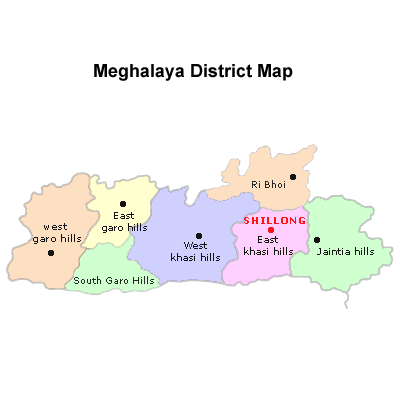 Meghalaya District Map
Ri Bhoi
East
garo hills
SHILLONG
west
garo hills
East
khasi hills
West
khasi hills
Jaintia hills
South Garo Hills